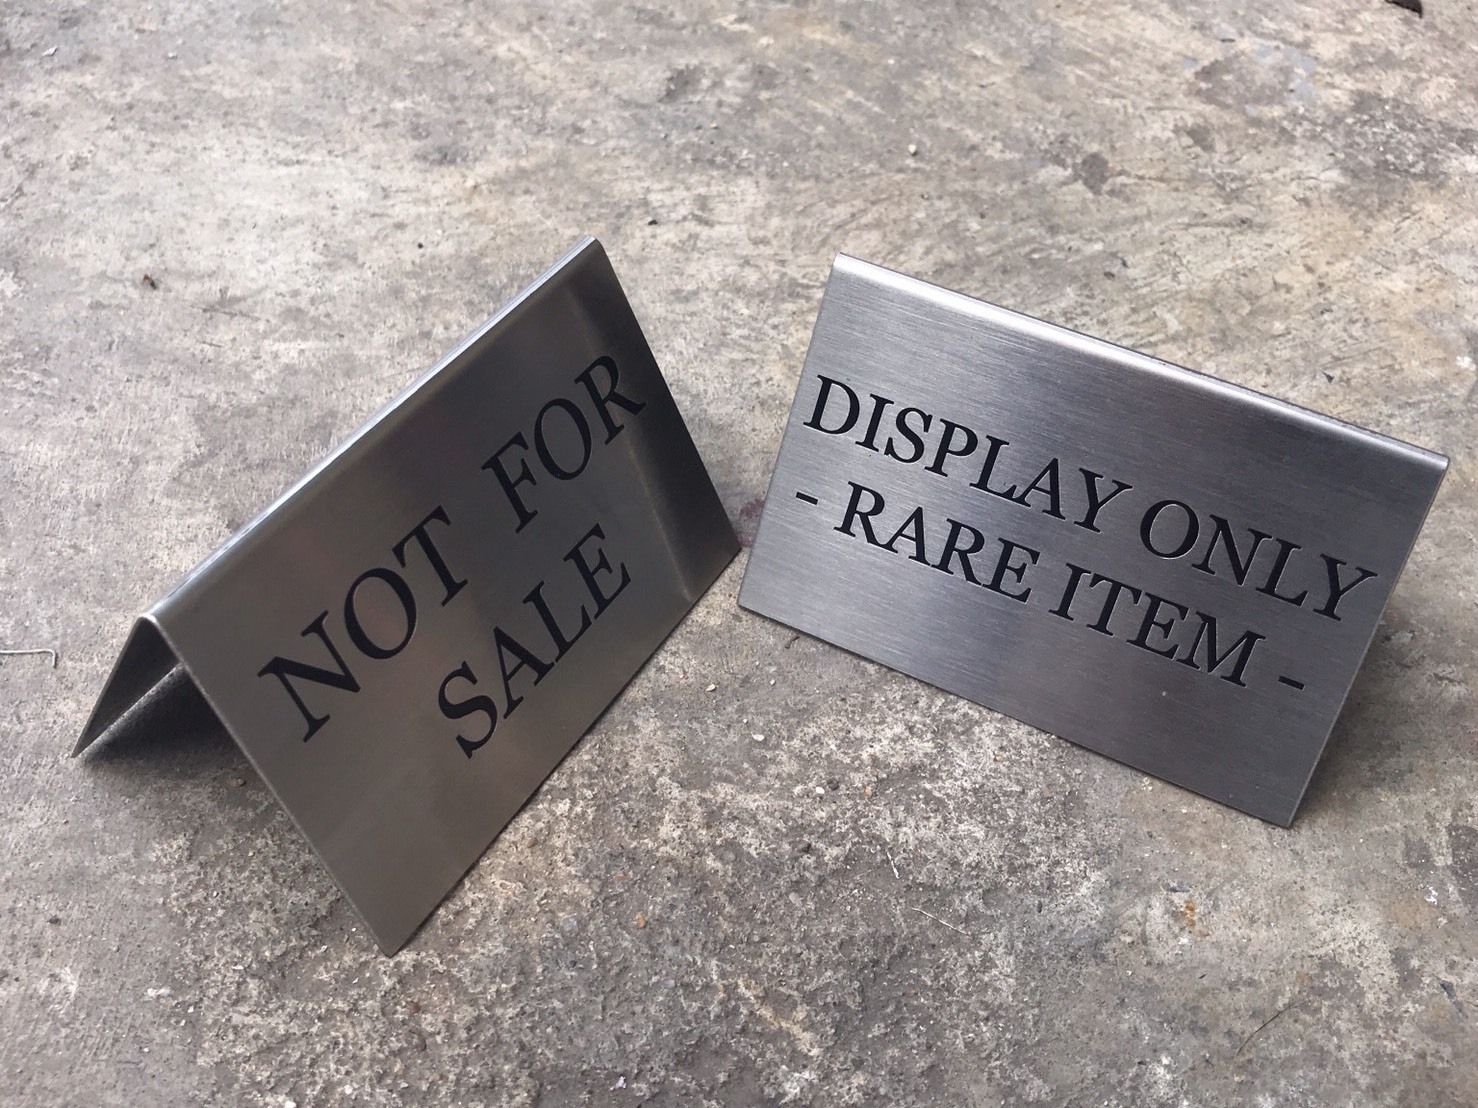 NOT FOR
SALE
DISPLAY ONLY
- RARE ITEM -